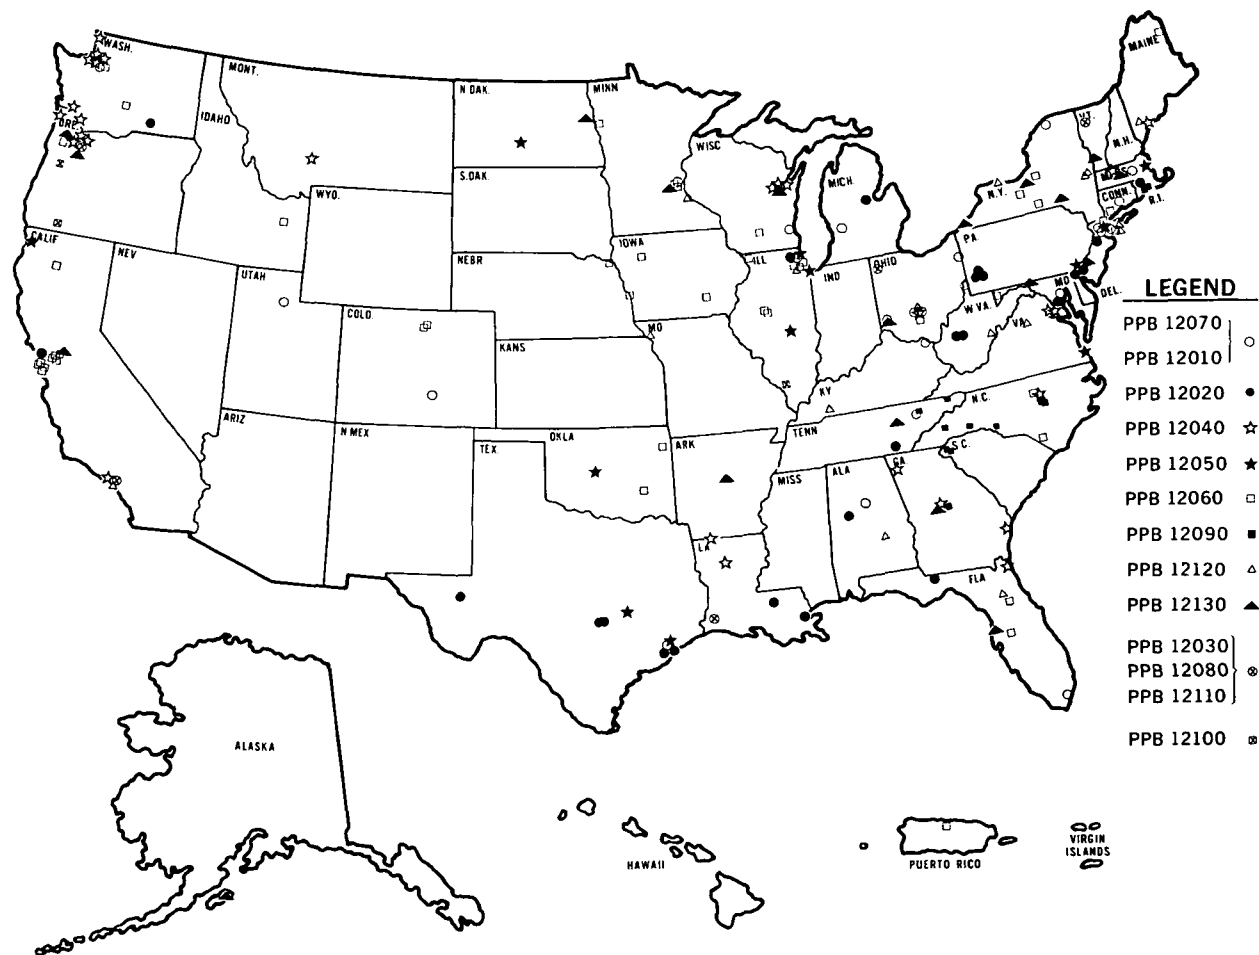 WASH.
MONT.
N DAK.
MINN
MAINE
IDAHO
ORE
VT.
N.H.
WISC
MICH.
S.DAK.
WYO.
N.Y.
MASS
CONN.
R.I.
CALIF
NEV
UTAH
NEBR
IOWA
ILL
IND
OHIO
PA
MD
DEL.
W VA.
VA
COLO
KANS
MO
KY
N.C.
TENN
S.C.
ARIZ
N MEX
TEX
OKLA
ARK
MISS
ALA
GA
LA
FLA
LEGEND
PPB 12070
PPB 12010
PPB 12020
PPB 12040
PPB 12050
PPB 12060
PPB 12090
PPB 12120
PPB 12130
PPB 12030
PPB 12080
PPB 12110
PPB 12100
ALASKA
HAWAII
PUERTO RICO
VIRGIN
ISLANDS